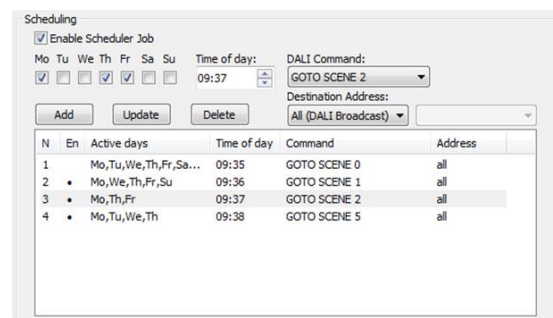 Scheduling
Enable Scheduler Job
Mo Tu We Th Fr Sa Su Time of day: DALI Command:
09:37 GOTO SCENE 2
Destination Address:
Add Update Delete All (DALI Broadcast)
N En Active days Time of day Command Address
1 Mo,Tu,We,Th,Fr,Sa... 09:35 GOTO SCENE 0 all
2 • Mo,We,Th,Fr,Su 09:36 GOTO SCENE 1 all
3 • Mo,Th,Fr 09:37 GOTO SCENE 2 all
4 • Mo,Tu,We,Th 09:38 GOTO SCENE 5 all